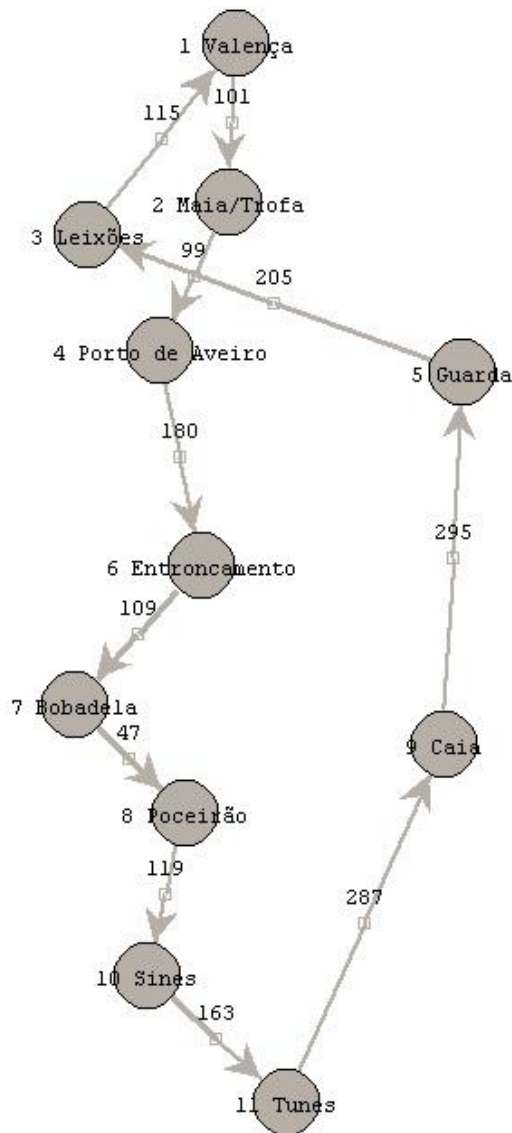 1 Valença
115
101
2 Maia/Trofa
3 Leixões
99
205
4 Porto de Aveiro
5 Guarda
180
295
6 Entroncamento
109
7 Bobadela
47
9 Caia
8 Poceirão
119
287
10 Sines
163
11 Tunes